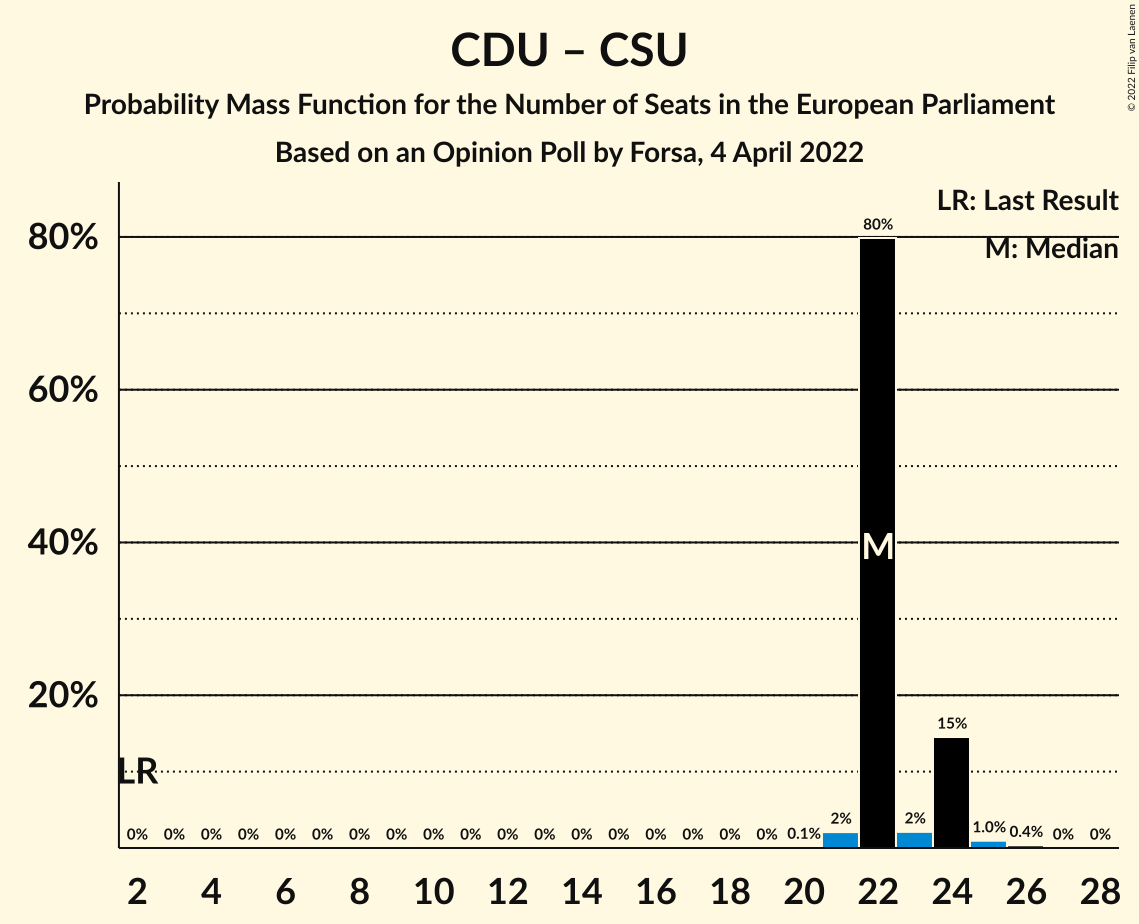 CDU – CSU
Probability Mass Function for the Number of Seats in the European Parliament
Based on an Opinion Poll by Forsa, 4 April 2022
© 2022 Filip van Laenen
LR: Last Result
M: Median
80%
60%
40%
20%
80%
M
15%
LR
0% 0% 0% 0% 0% 0% 0% 0% 0% 0% 0% 0% 0% 0% 0% 0% 0% 0% 0.1% 2% 2% 1.0% 0.4% 0% 0%
2 4 6 8 10 12 14 16 18 20 22 24 26 28